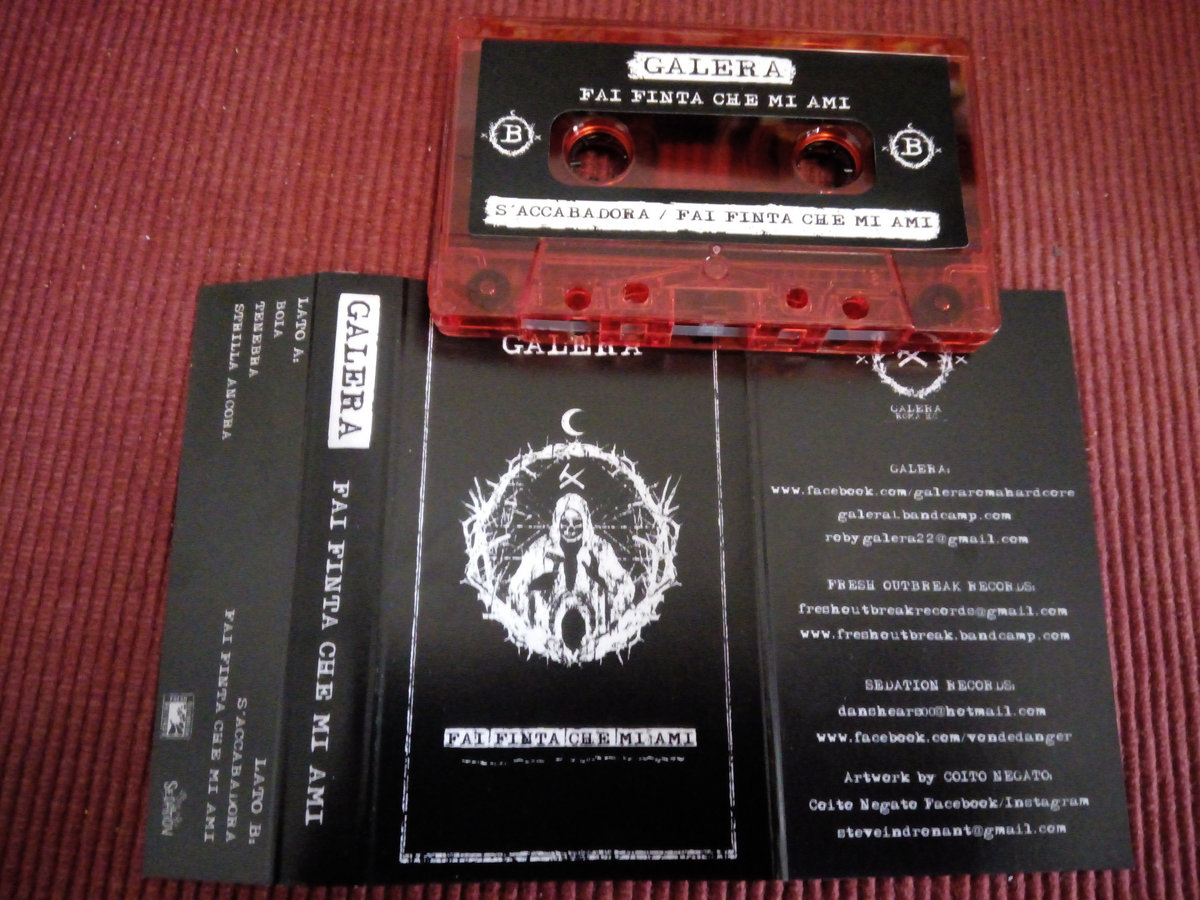 GALERA
FAI FINTA CHE MI AMI
B
B
S'ACCABADORA / FAI FINTA CHE MI AMI
LATO A:
BOIA
TENEBRA
STRILLA ANCORA
LATO B:
S'ACCABADORA
FAI FINTA CHE MI AMI
GALERA
FAI FINTA CHE MI AMI
GALERA
FAI FINTA CHE MI AMI
GALERA
GALERA:
www.facebook.com/galeraromahardcore
galera1.bandcamp.com
robygalera22@gmail.com
FRESH OUTBREAK RECORDS:
freshoutbreakrecords@gmail.com
www.freshoutbreak.bandcamp.com
SEDATION RECORDS:
danshears00@hotmail.com
www.facebook.com/vondedanger
Artwork by COITO NEGATO:
Coito Negato Facebook/Instagram
steveindronant@gmail.com